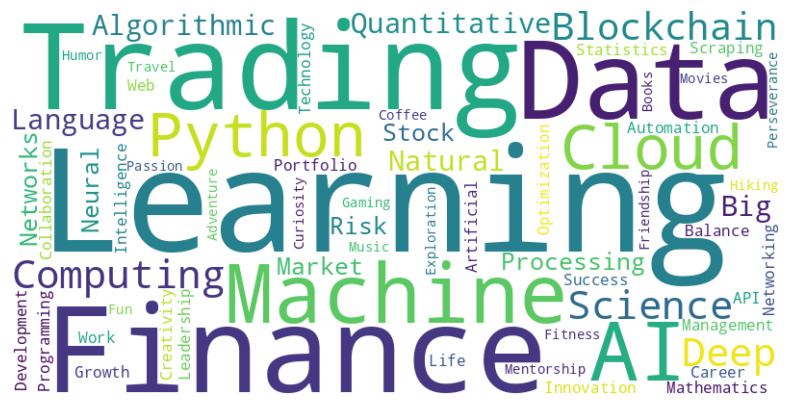 Trading
Algorithmic
Quantitative
Blockchain
Humor
Travel
Web
Technology
Data
Statistics
Scraping
Books
Movies
Perseverance
Language
Python
Coffee
Stock
Cloud
Automation
Networks
Collaboration
Neural
Intelligence
Passion
Portfolio
Natural
Optimization
Learning
Adventure
Curiosity
Gaming
Risk
Music
Exploration
Artificial
Friendship
Hiking
Big
Balance
Networking
Computing
Market
Processing
Machine
Success
Science
API
Development
Programming
Fun
Work
Growth
Creativity
Leadership
Finance
Life
Fitness
Mentorship
Innovation
AI
Management
Deep
Career
Mathematics